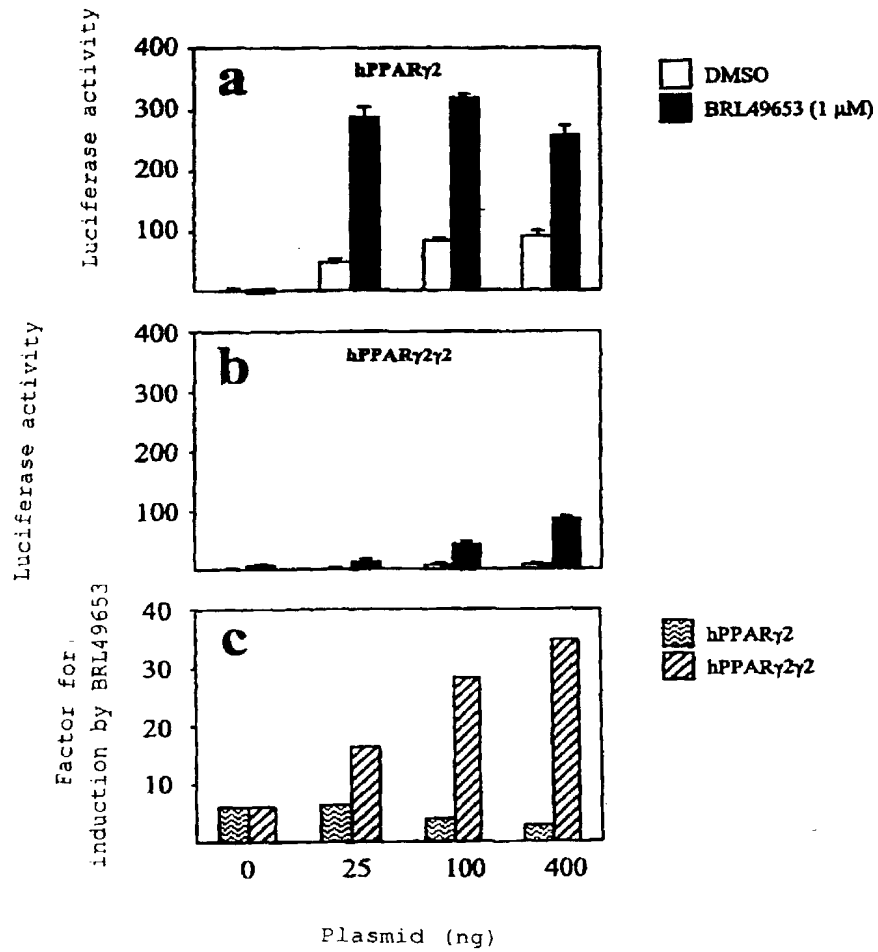 400
300
200
100
Luciferase activity
a
hPPARγ2
DMSO
BRL49653 (1 μM)
400
300
200
100
Luciferase activity
b
hPPARγ2γ2
40
30
20
10
Factor for
induction by BRL49653
c
hPPARγ2
hPPARγ2γ2
0 25 100 400
Plasmid (ng)